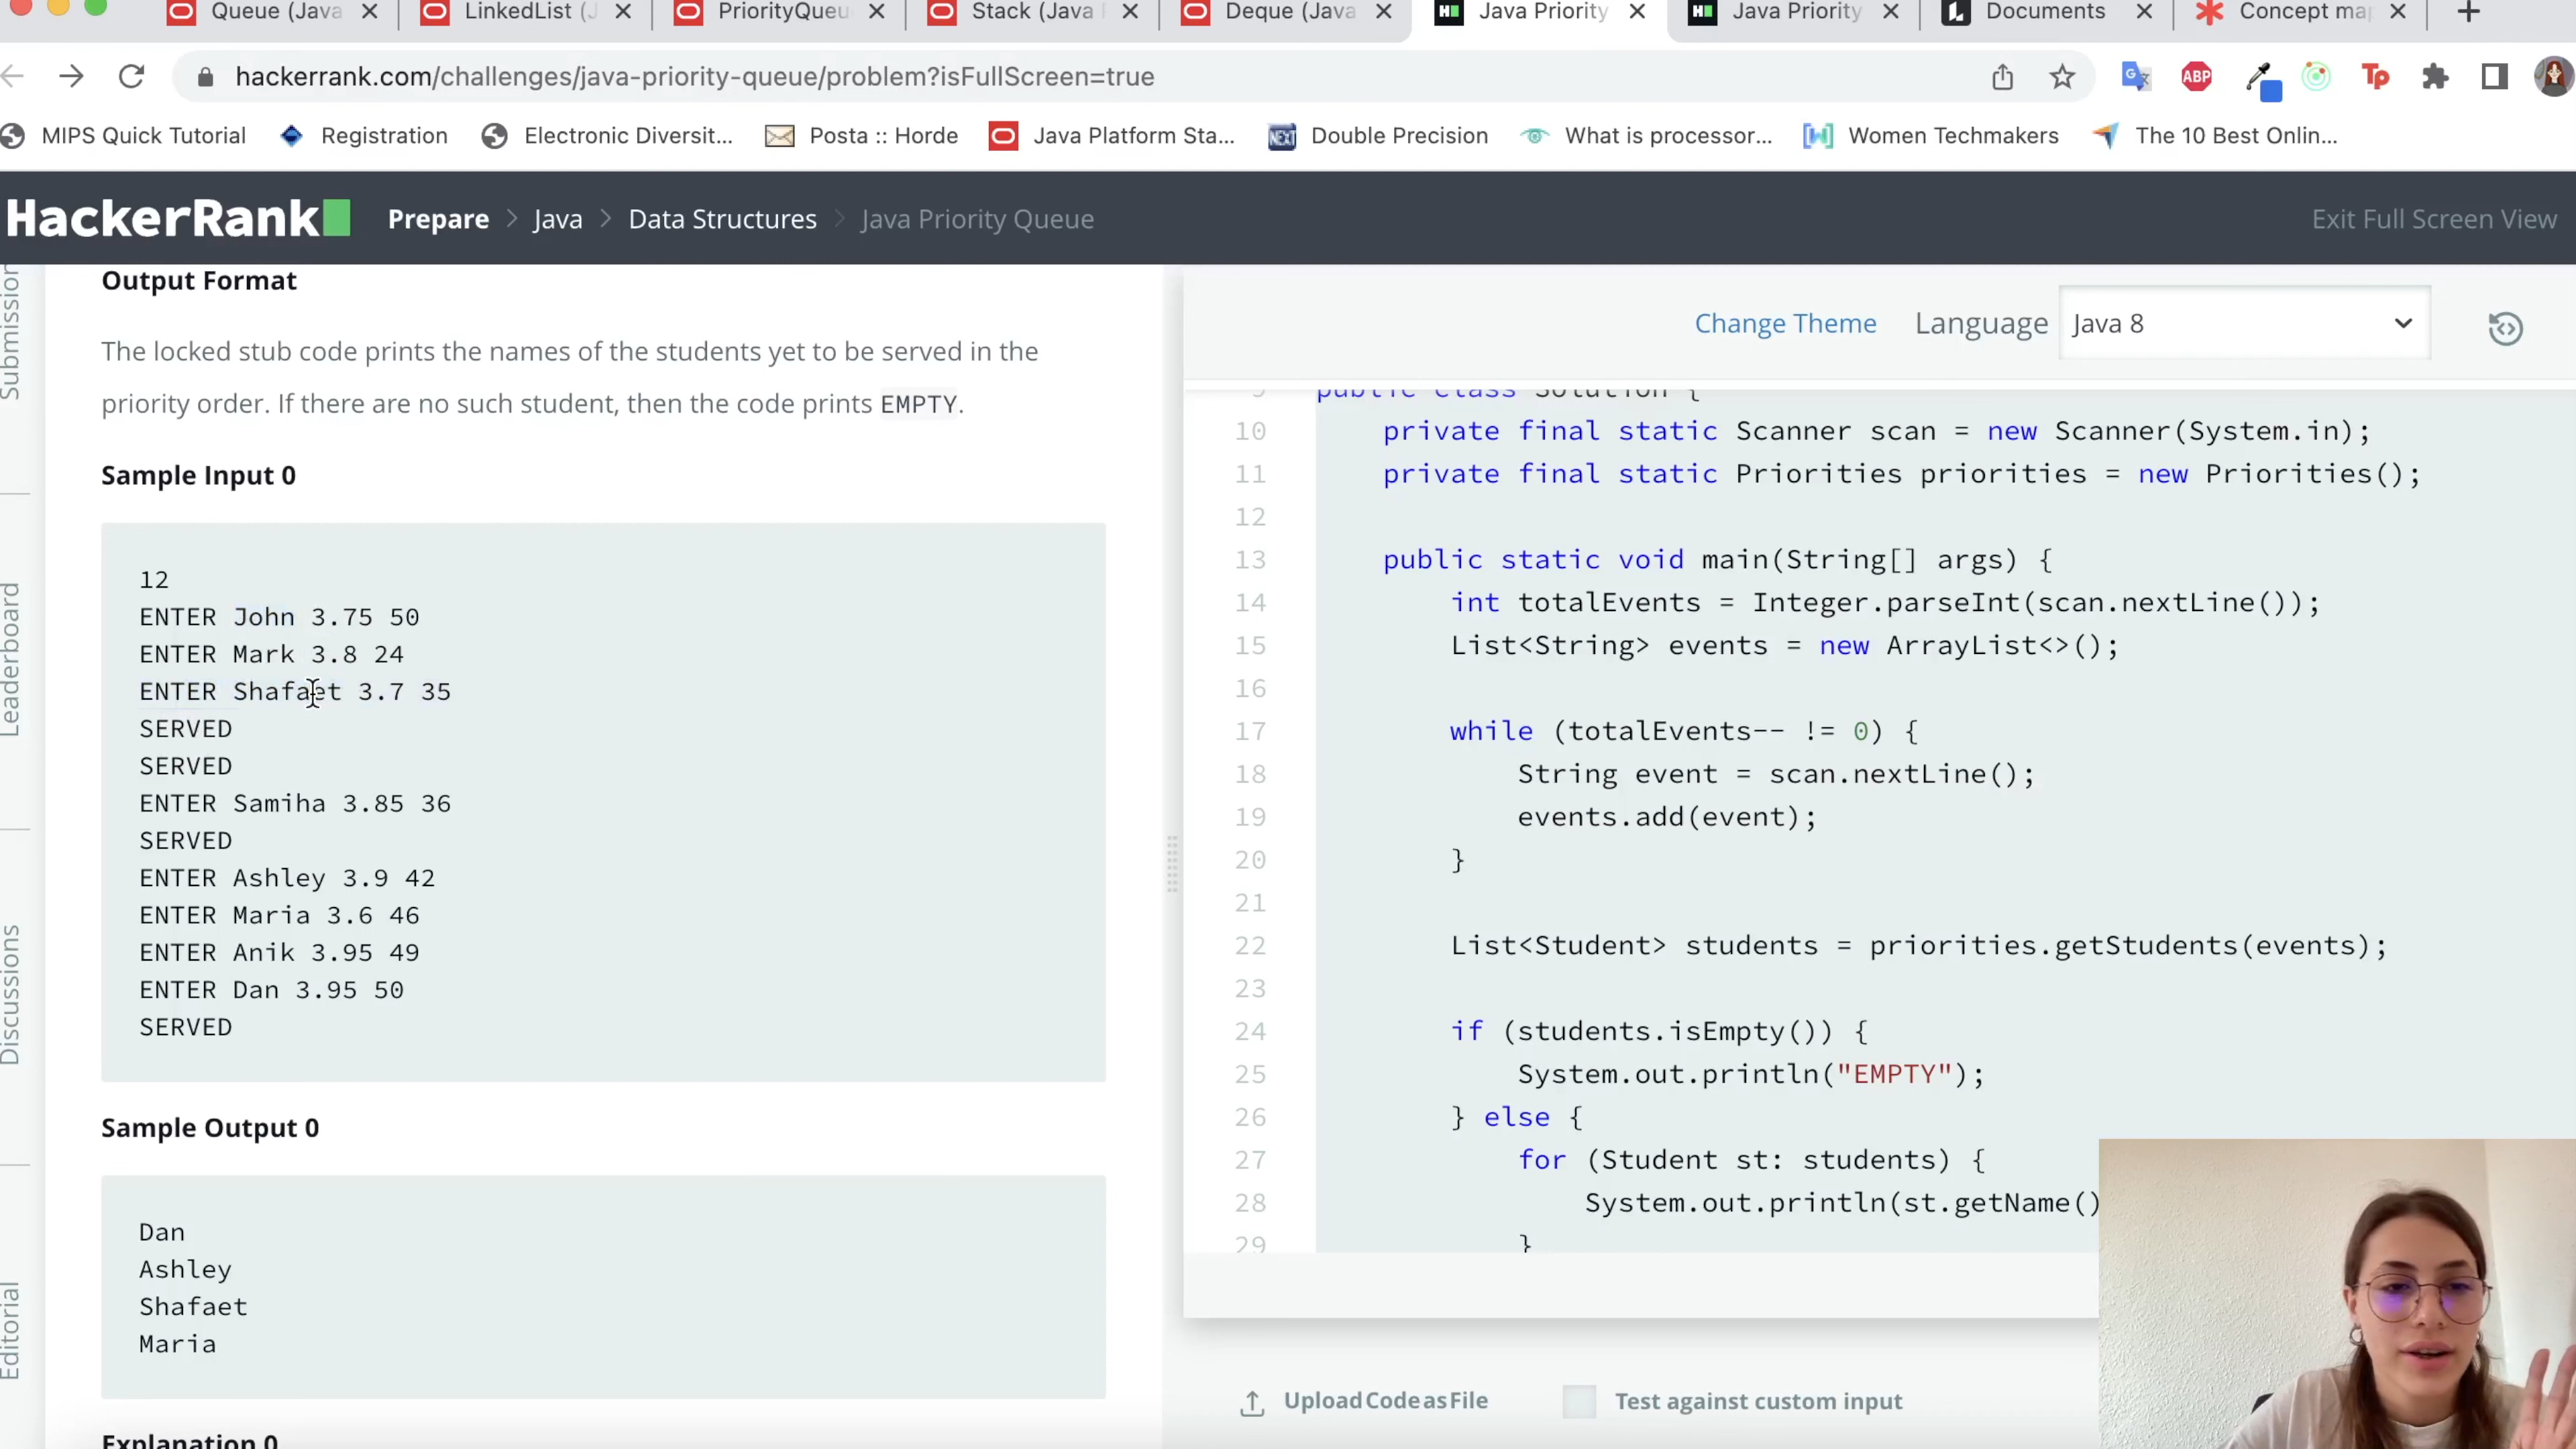 Queue (Java
LinkedList (J
PriorityQueu
Stack (Java
Deque (Java
Java Priority
Java Priority
Documents
Concept ma
hackerrank.com/challenges/java-priority-queue/problem?isFullScreen=true
ABP
Tp
MIPS Quick Tutorial
Registration
Electronic Diversit...
Posta :: Horde
Java Platform Sta...
NEXT
Double Precision
What is processor...
Women Techmakers
The 10 Best Onlin...
HackerRank
Prepare > Java > Data Structures > Java Priority Queue
Exit Full Screen View
Submission
Leaderboard
Discussions
Editorial
Output Format
The locked stub code prints the names of the students yet to be served in the
priority order. If there are no such student, then the code prints EMPTY.
Sample Input 0
12
ENTER John 3.75 50
ENTER Mark 3.8 24
ENTER Shafaet 3.7 35
SERVED
SERVED
ENTER Samiha 3.85 36
SERVED
ENTER Ashley 3.9 42
ENTER Maria 3.6 46
ENTER Anik 3.95 49
ENTER Dan 3.95 50
SERVED
Sample Output 0
Dan
Ashley
Shafaet
Maria
Explanation 0
Change Theme
Language
Java 8
9 public class Solution {
10 private final static Scanner scan = new Scanner(System.in);
11 private final static Priorities priorities = new Priorities();
12
13 public static void main(String[] args) {
14 int totalEvents = Integer.parseInt(scan.nextLine());
15 List<String> events = new ArrayList<>();
16
17 while (totalEvents-- != 0) {
18 String event = scan.nextLine();
19 events.add(event);
20 }
21
22 List<Student> students = priorities.getStudents(events);
23
24 if (students.isEmpty()) {
25 System.out.println("EMPTY");
26 } else {
27 for (Student st: students) {
28 System.out.println(st.getName()
29 }
Upload Code as File
Test against custom input